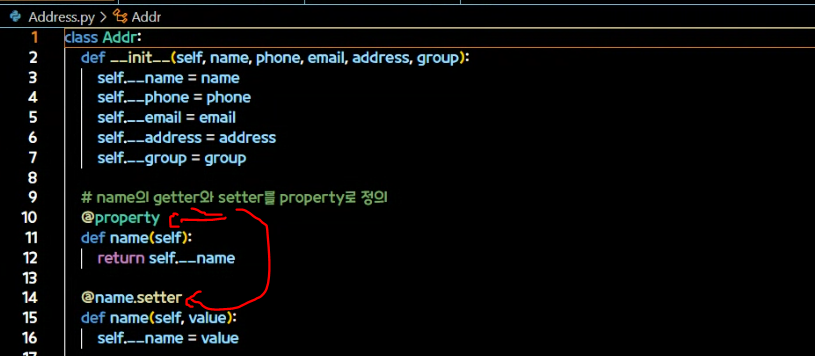 Address.py > Addr
1 class Addr:
2 def __init__(self, name, phone, email, address, group):
3 self.__name = name
4 self.__phone = phone
5 self.__email = email
6 self.__address = address
7 self.__group = group
8
9 # name의 getter와 setter를 property로 정의
10 @property
11 def name(self):
12 return self.__name
13
14 @name.setter
15 def name(self, value):
16 self.__name = value
17